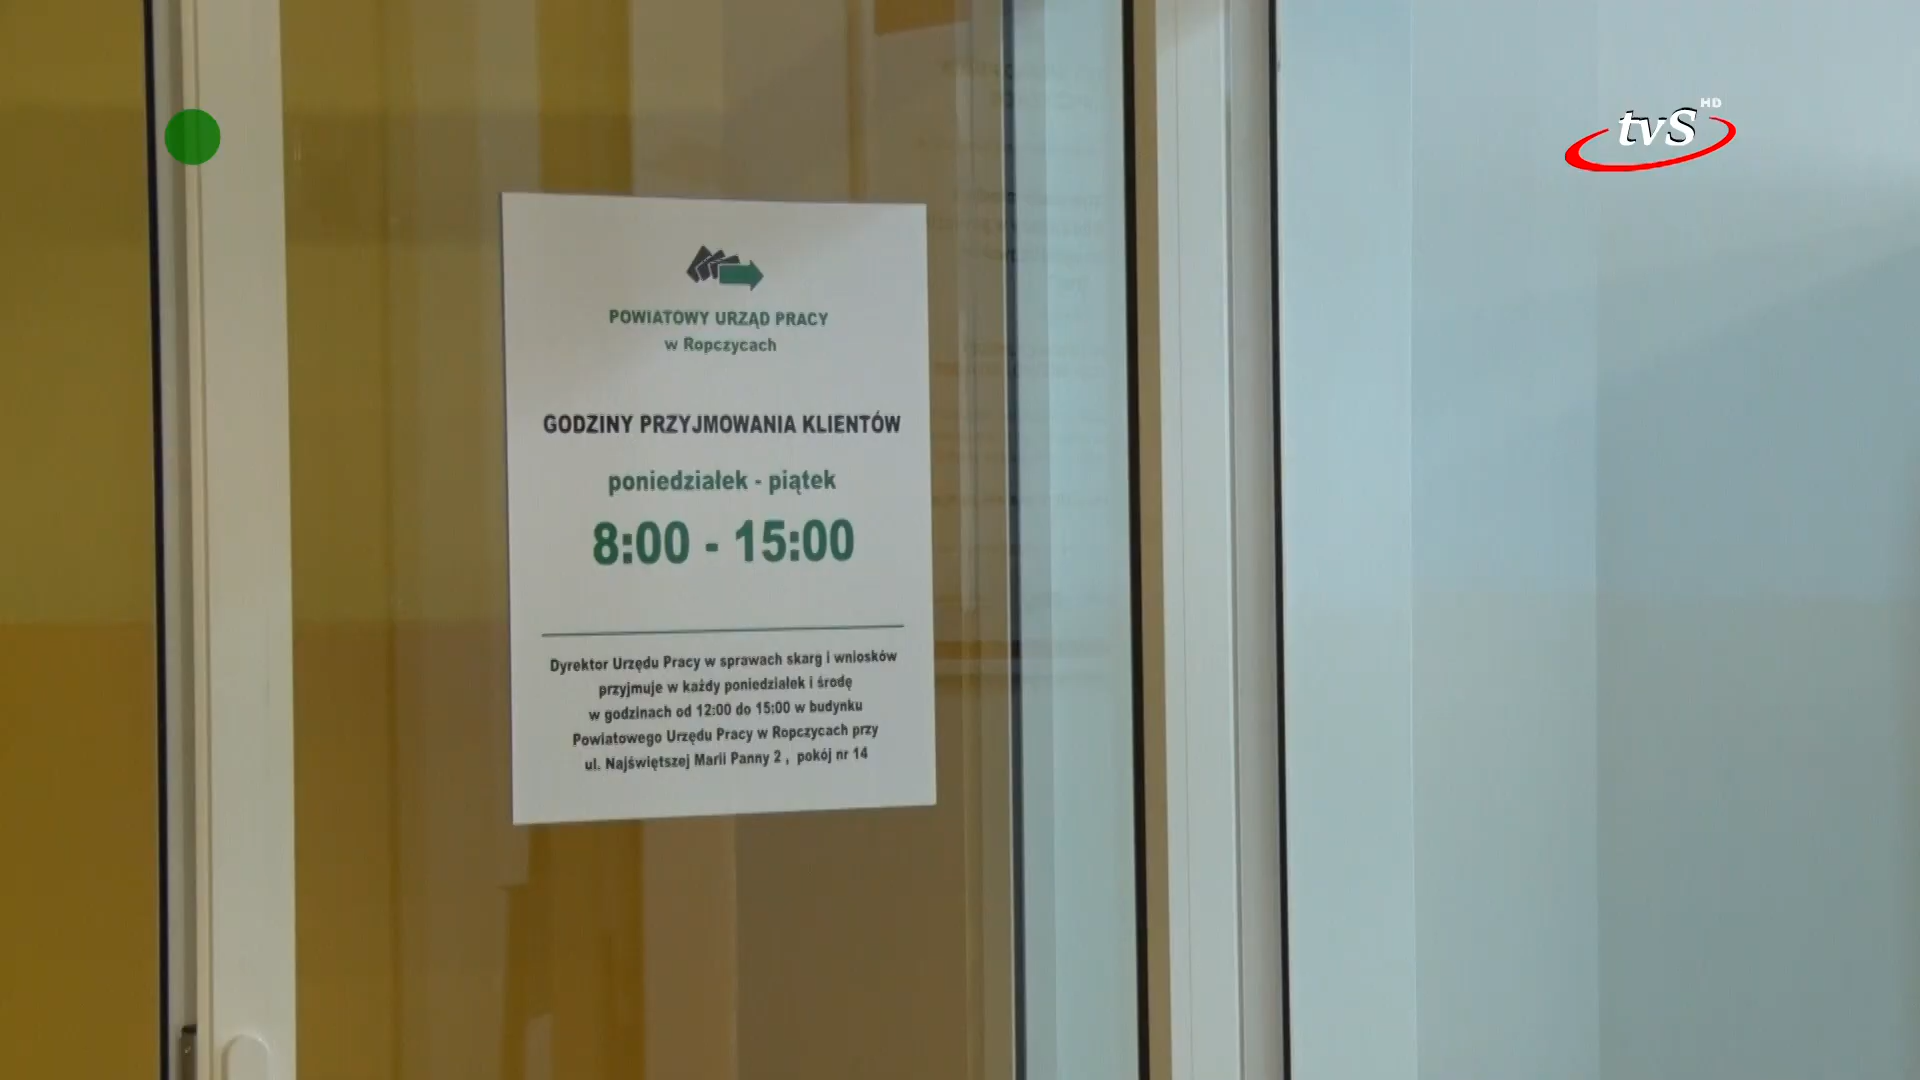 tvS HD
POWIATOWY URZĄD PRACY
w Ropczycach
GODZINY PRZYJMOWANIA KLIENTÓW
poniedziałek - piątek
8:00 - 15:00
Dyrektor Urzędu Pracy w sprawach skarg i wniosków
przyjmuje w każdy poniedziałek i środę
w godzinach od 12:00 do 15:00 w budynku
Powiatowego Urzędu Pracy w Ropczycach przy
ul. Najświętszej Marii Panny 2 , pokój nr 14